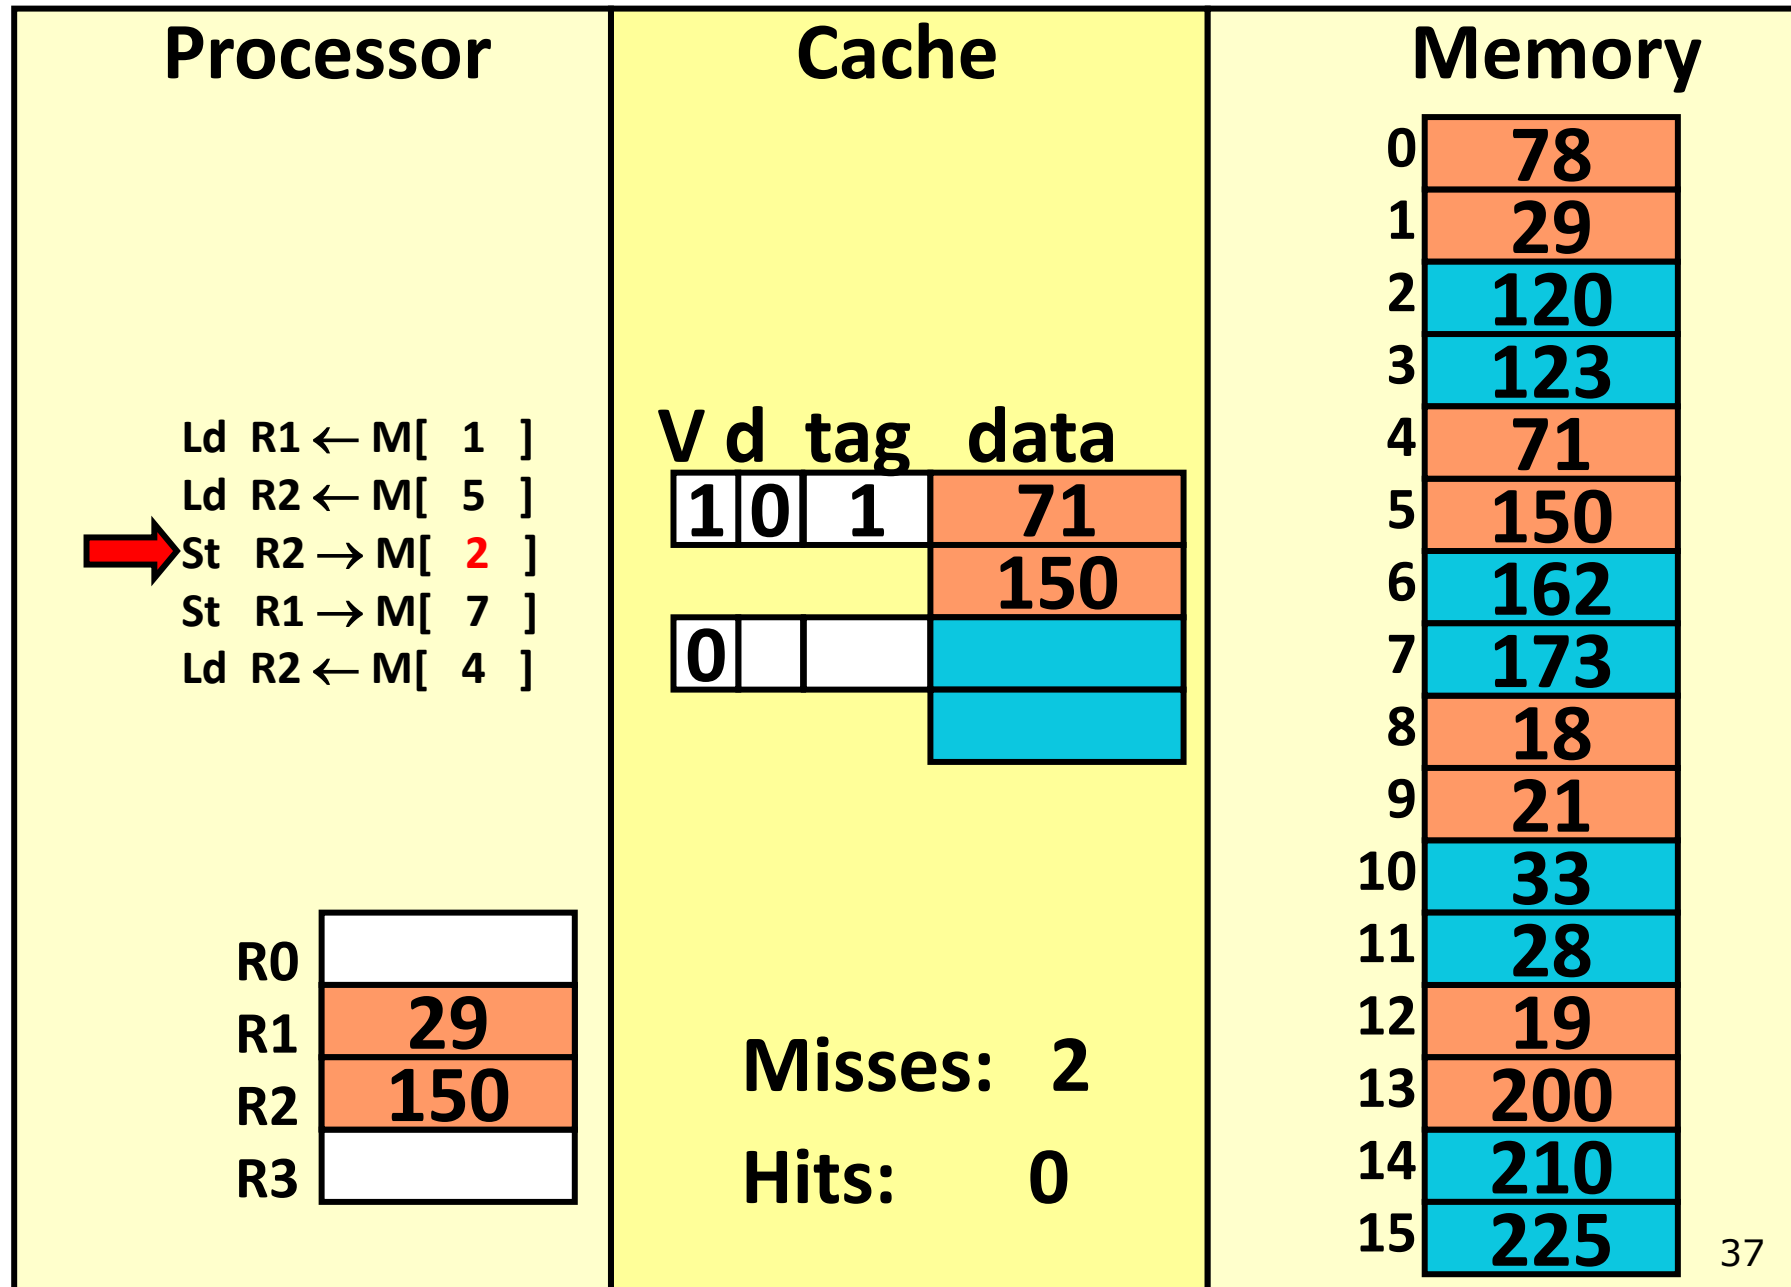 Processor
Ld R1 ← M[ 1 ]
Ld R2 ← M[ 5 ]
St R2 → M[ 2 ]
St R1 → M[ 7 ]
Ld R2 ← M[ 4 ]
R0
R1 29
R2 150
R3
Cache
V d tag data
1 0 1 71
150
0
Misses: 2
Hits: 0
Memory
0 78
1 29
2 120
3 123
4 71
5 150
6 162
7 173
8 18
9 21
10 33
11 28
12 19
13 200
14 210
15 225
37